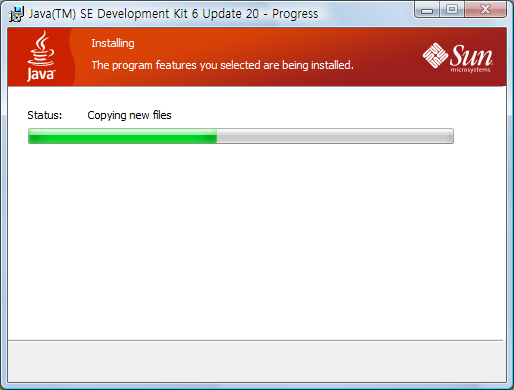 Java(TM) SE Development Kit 6 Update 20 - Progress
Installing
The program features you selected are being installed.
Java
Sun
microsystems
Status: Copying new files